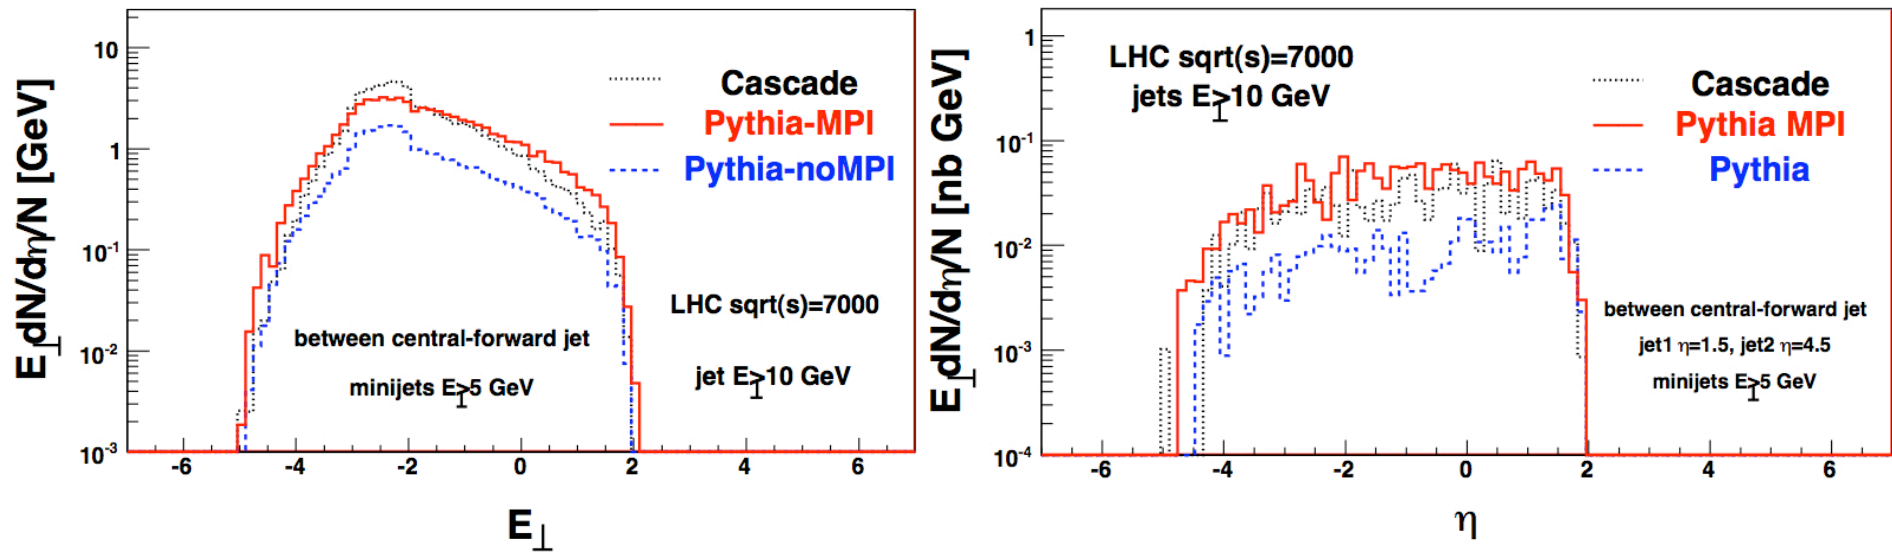 E⊥dN/dη/N [GeV]
10
1
10⁻¹
10⁻²
10⁻³
Cascade
Pythia-MPI
Pythia-noMPI
LHC sqrt(s)=7000
between central-forward jet
jet E⊥>10 GeV
minijets E⊥>5 GeV
-6 -4 -2 0 2 4 6
E⊥
E⊥dN/dη/N [nb GeV]
1
10⁻¹
10⁻²
10⁻³
10⁻⁴
LHC sqrt(s)=7000
jets E⊥>10 GeV
Cascade
Pythia MPI
Pythia
between central-forward jet
jet1 η=1.5, jet2 η=4.5
minijets E⊥>5 GeV
-6 -4 -2 0 2 4 6
η